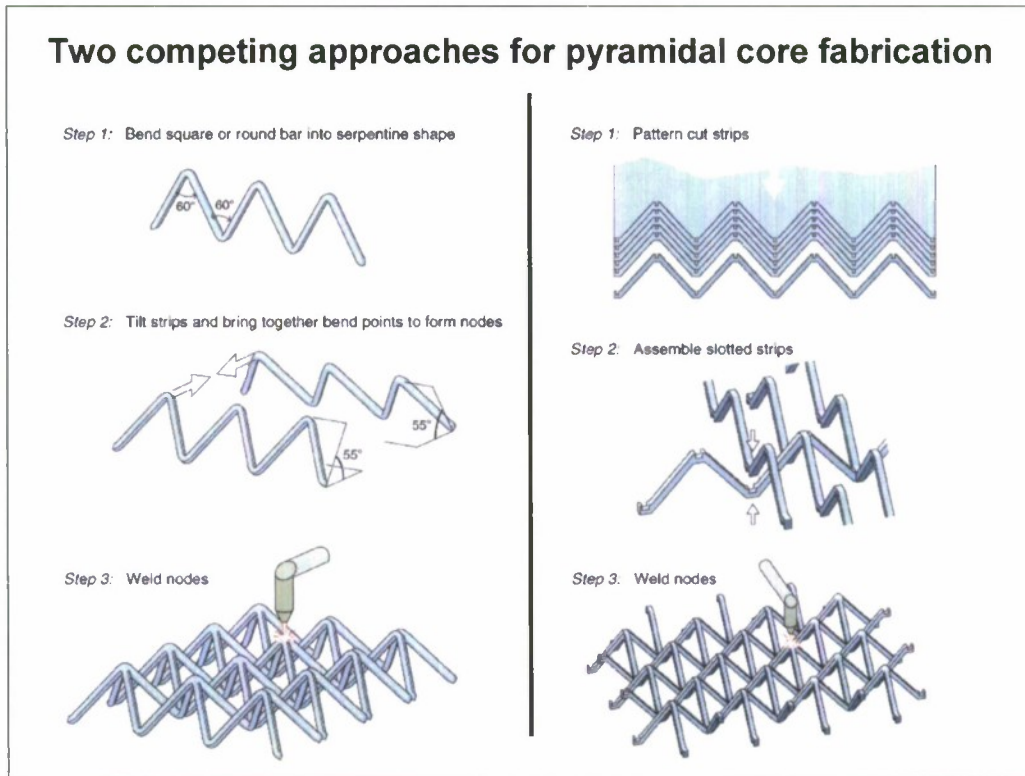 Two competing approaches for pyramidal core fabrication
Step 1: Bend square or round bar into serpentine shape
60°
60°
Step 2: Tilt strips and bring together bend points to form nodes
55°
55°
Step 3: Weld nodes
Step 1: Pattern cut strips
Step 2: Assemble slotted strips
Step 3: Weld nodes